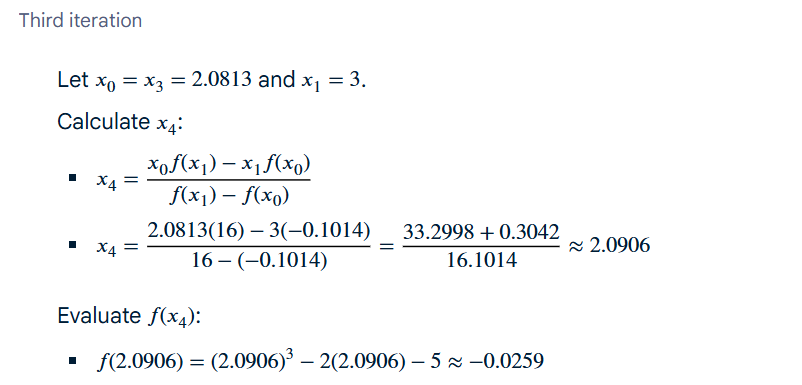 Third iteration
Let x₀ = x₃ = 2.0813 and x₁ = 3.
Calculate x₄:
▪ x₄ = (x₀f(x₁) − x₁f(x₀)) / (f(x₁) − f(x₀))
▪ x₄ = (2.0813(16) − 3(−0.1014)) / (16 − (−0.1014)) = (33.2998 + 0.3042) / 16.1014 ≈ 2.0906
Evaluate f(x₄):
▪ f(2.0906) = (2.0906)³ − 2(2.0906) − 5 ≈ −0.0259